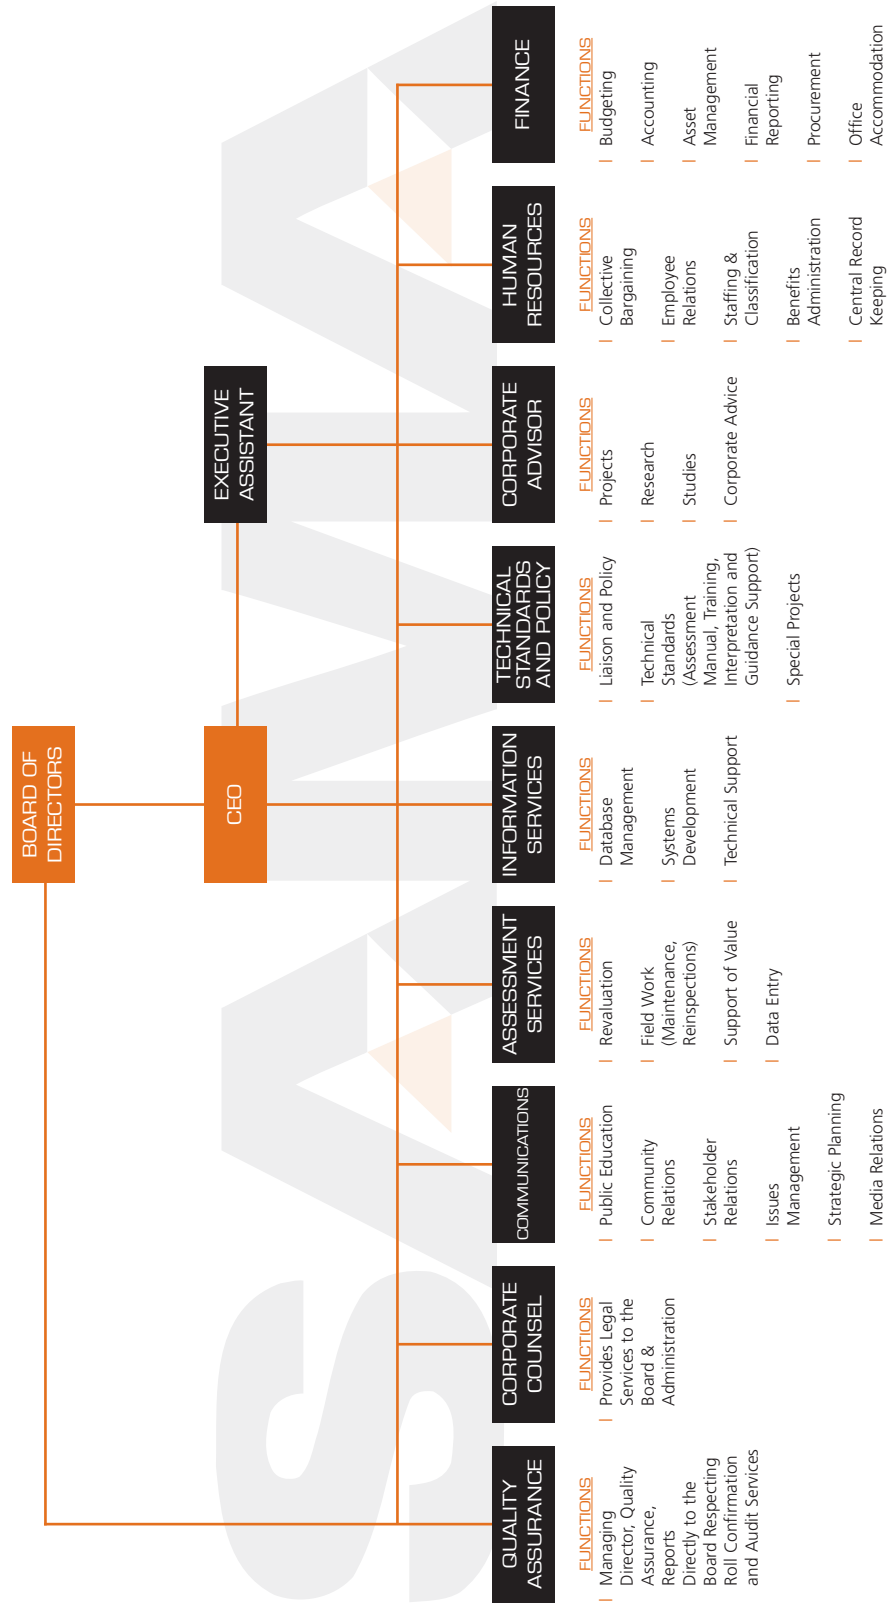 BOARD OF
DIRECTORS
CEO
EXECUTIVE
ASSISTANT
QUALITY
ASSURANCE
FUNCTIONS
Managing
Director, Quality
Assurance,
Reports
Directly to the
Board Respecting
Roll Confirmation
and Audit Services
CORPORATE
COUNSEL
FUNCTIONS
Provides Legal
Services to the
Board &
Administration
COMMUNICATIONS
FUNCTIONS
Public Education
Community
Relations
Stakeholder
Relations
Issues
Management
Strategic Planning
Media Relations
ASSESSMENT
SERVICES
FUNCTIONS
Revaluation
Field Work
(Maintenance,
Reinspections)
Support of Value
Data Entry
INFORMATION
SERVICES
FUNCTIONS
Database
Management
Systems
Development
Technical Support
TECHNICAL
STANDARDS
AND POLICY
FUNCTIONS
Liaison and Policy
Technical
Standards
(Assessment
Manual, Training,
Interpretation and
Guidance Support)
Special Projects
CORPORATE
ADVISOR
FUNCTIONS
Projects
Research
Studies
Corporate Advice
HUMAN
RESOURCES
FUNCTIONS
Collective
Bargaining
Employee
Relations
Staffing &
Classification
Benefits
Administration
Central Record
Keeping
FINANCE
FUNCTIONS
Budgeting
Accounting
Asset
Management
Financial
Reporting
Procurement
Office
Accommodation
SAMA